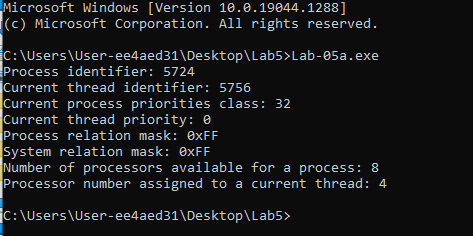 Microsoft Windows [Version 10.0.19044.1288]
(c) Microsoft Corporation. All rights reserved.
C:\Users\User-ee4aed31\Desktop\Lab5>Lab-05a.exe
Process identifier: 5724
Current thread identifier: 5756
Current process priorities class: 32
Current thread priority: 0
Process relation mask: 0xFF
System relation mask: 0xFF
Number of processors available for a process: 8
Processor number assigned to a current thread: 4
C:\Users\User-ee4aed31\Desktop\Lab5>